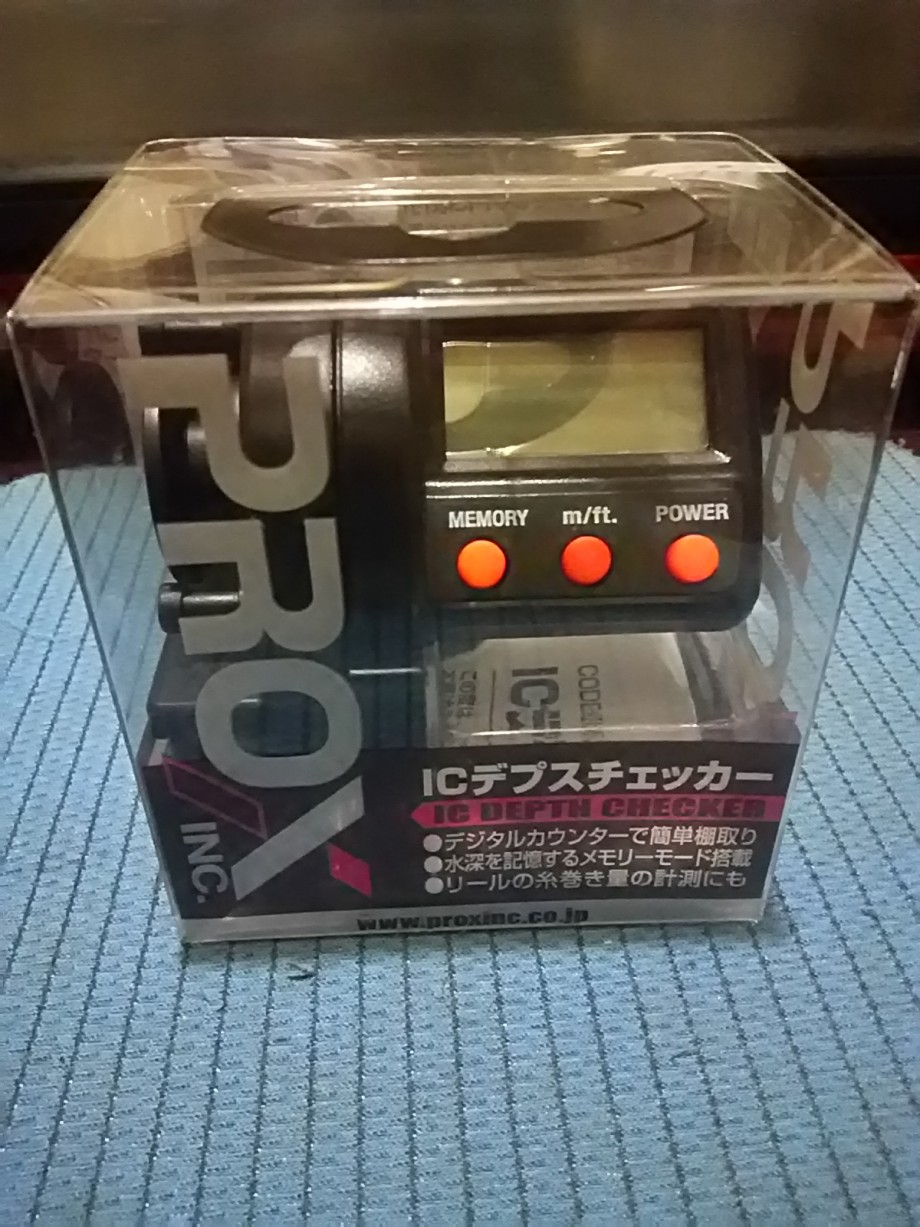 PROX
INC.
MEMORY m/ft. POWER
ICデプスチェッカー
IC DEPTH CHECKER
●デジタルカウンターで簡単棚取り
●水深を記憶するメモリーモード搭載
●リールの糸巻き量の計測にも
www.proxinc.co.jp